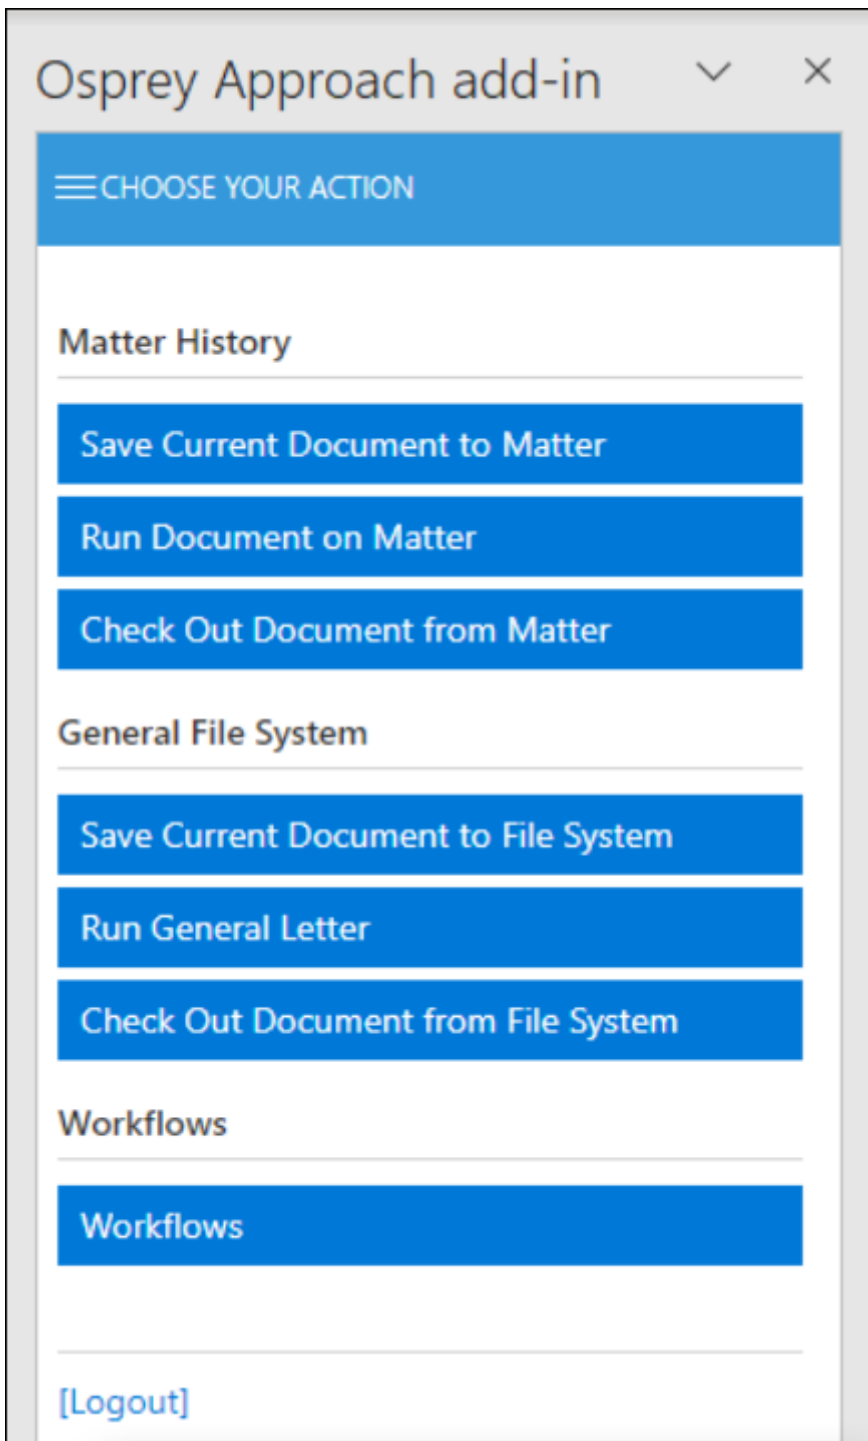 Osprey Approach add-in
CHOOSE YOUR ACTION
Matter History
Save Current Document to Matter
Run Document on Matter
Check Out Document from Matter
General File System
Save Current Document to File System
Run General Letter
Check Out Document from File System
Workflows
Workflows
[Logout]